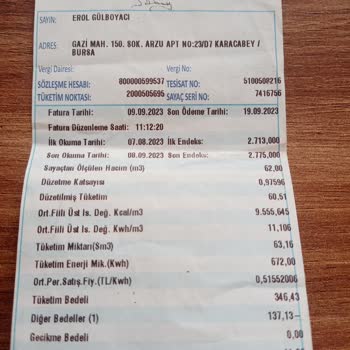 SAYIN: EROL GÜLBOYACI
ADRES: GAZİ MAH. 150. SOK. ARZU APT NO:23/D7 KARACABEY /
BURSA
Vergi Dairesi: Vergi No:
SÖZLEŞME HESABI: 800000599537 TESİSAT NO: 5100508216
TÜKETİM NOKTASI: 2000505695 SAYAÇ SERİ NO: 7416756
Fatura Tarihi: 09.09.2023 Son Ödeme Tarihi: 19.09.2023
Fatura Düzenleme Saati: 11:12:20
İlk Okuma Tarihi: 07.08.2023 İlk Endeks: 2.713,000
Son Okuma Tarihi: 08.09.2023 Son Endeks: 2.775,000
Sayaçtan Ölçülen Hacim (m3) 62,00
Düzeltme Katsayısı 0,97596
Düzeltilmiş Tüketim 60,51
Ort.Fiili Üst Is. Değ. Kcal/m3 9.555,645
Ort.Fiili Üst Is. Değ. Kwh/m3 11,106
Tüketim Miktarı(Sm3) 63,16
Tüketim Enerji Mik.(Kwh) 672,00
Ort.Per.Satış.Fiy.(TL/Kwh) 0,51552006
Tüketim Bedeli 346,43
Diğer Bedeller (1) 137,13-
Gecikme Bedeli 0,00